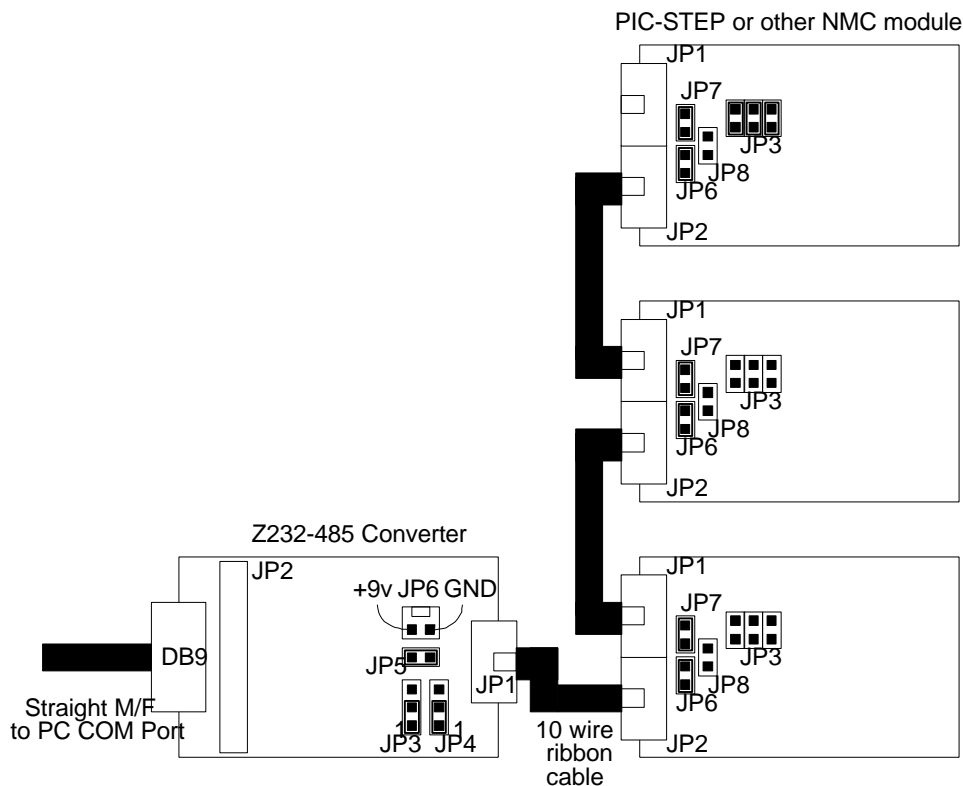 PIC-STEP or other NMC module
JP1
JP7
JP3
JP8
JP6
JP2
JP1
JP7
JP3
JP8
JP6
JP2
Z232-485 Converter
JP2
+9v JP6 GND
DB9
JP5
JP1
1
1
JP3
JP4
Straight M/F
to PC COM Port
10 wire
ribbon
cable
JP1
JP7
JP3
JP8
JP6
JP2